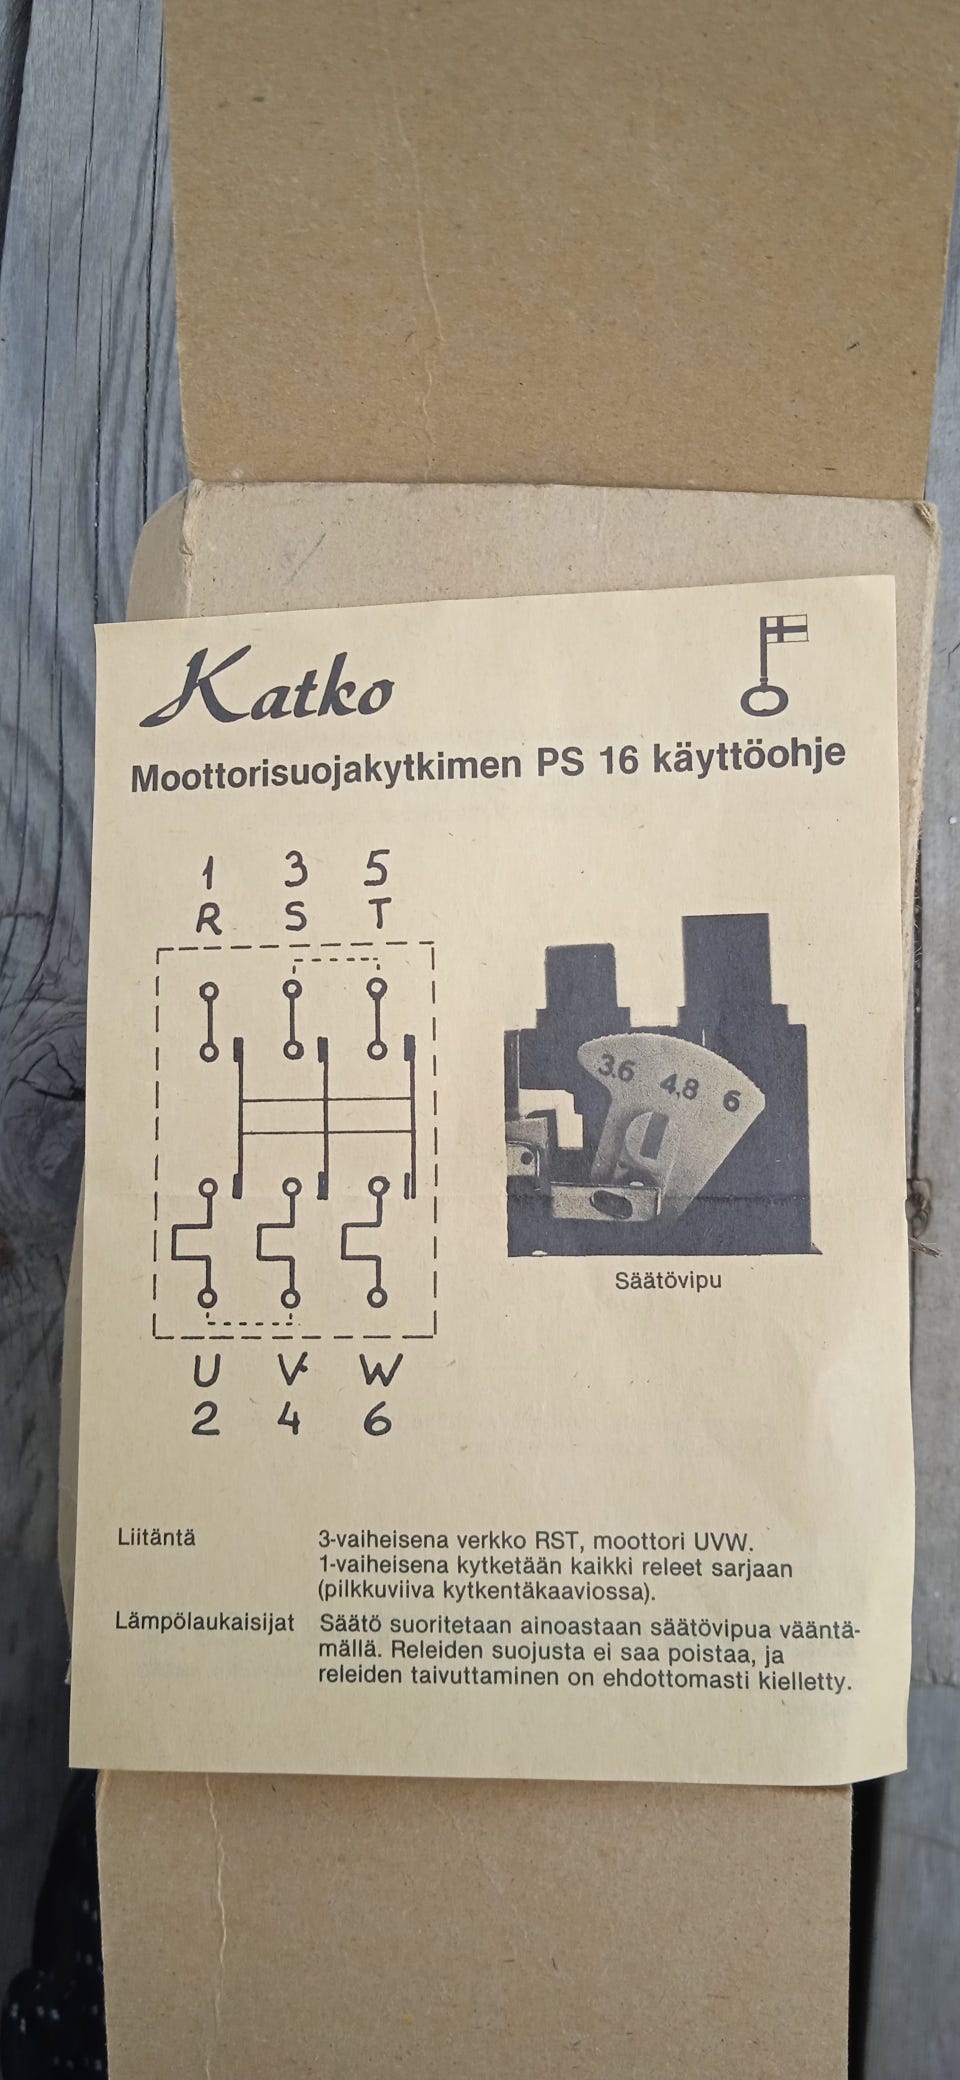 Katko
Moottorisuojakytkimen PS 16 käyttöohje
1 3 5
R S T
3.6 4,8 6
Säätövipu
U V W
2 4 6
Liitäntä 3-vaiheisena verkko RST, moottori UVW.
1-vaiheisena kytketään kaikki releet sarjaan
(pilkkuviiva kytkentäkaaviossa).
Lämpölaukaisijat Säätö suoritetaan ainoastaan säätövipua vääntä-
mällä. Releiden suojusta ei saa poistaa, ja
releiden taivuttaminen on ehdottomasti kielletty.